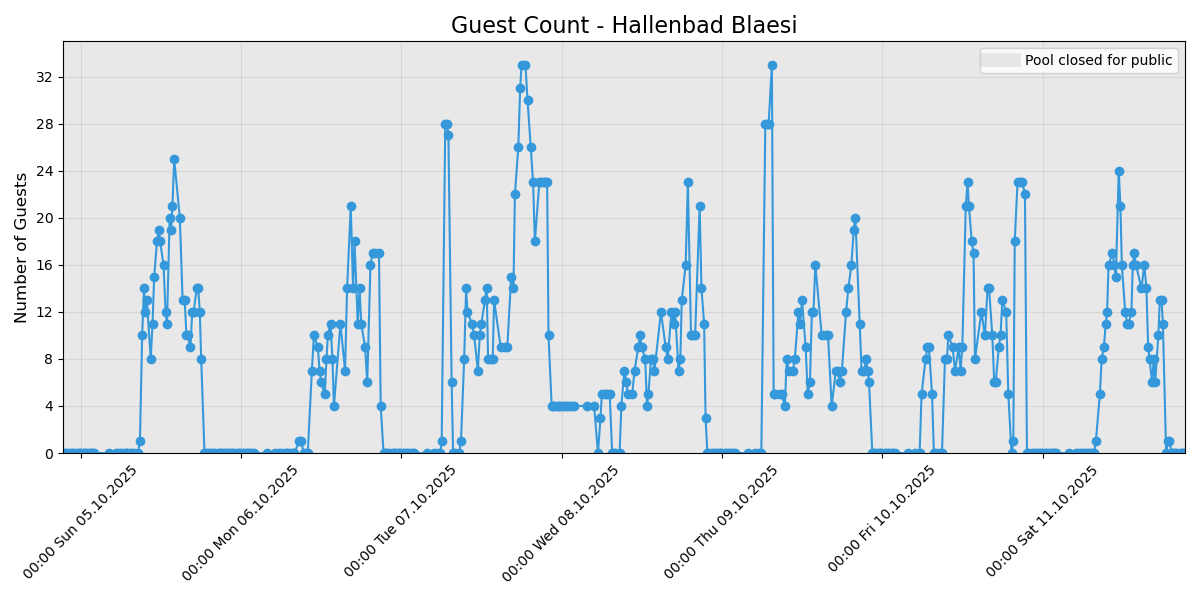 Guest Count - Hallenbad Blaesi
Pool closed for public
Number of Guests
32
28
24
20
16
12
8
4
0
00:00 Sun 05.10.2025
00:00 Mon 06.10.2025
00:00 Tue 07.10.2025
00:00 Wed 08.10.2025
00:00 Thu 09.10.2025
00:00 Fri 10.10.2025
00:00 Sat 11.10.2025